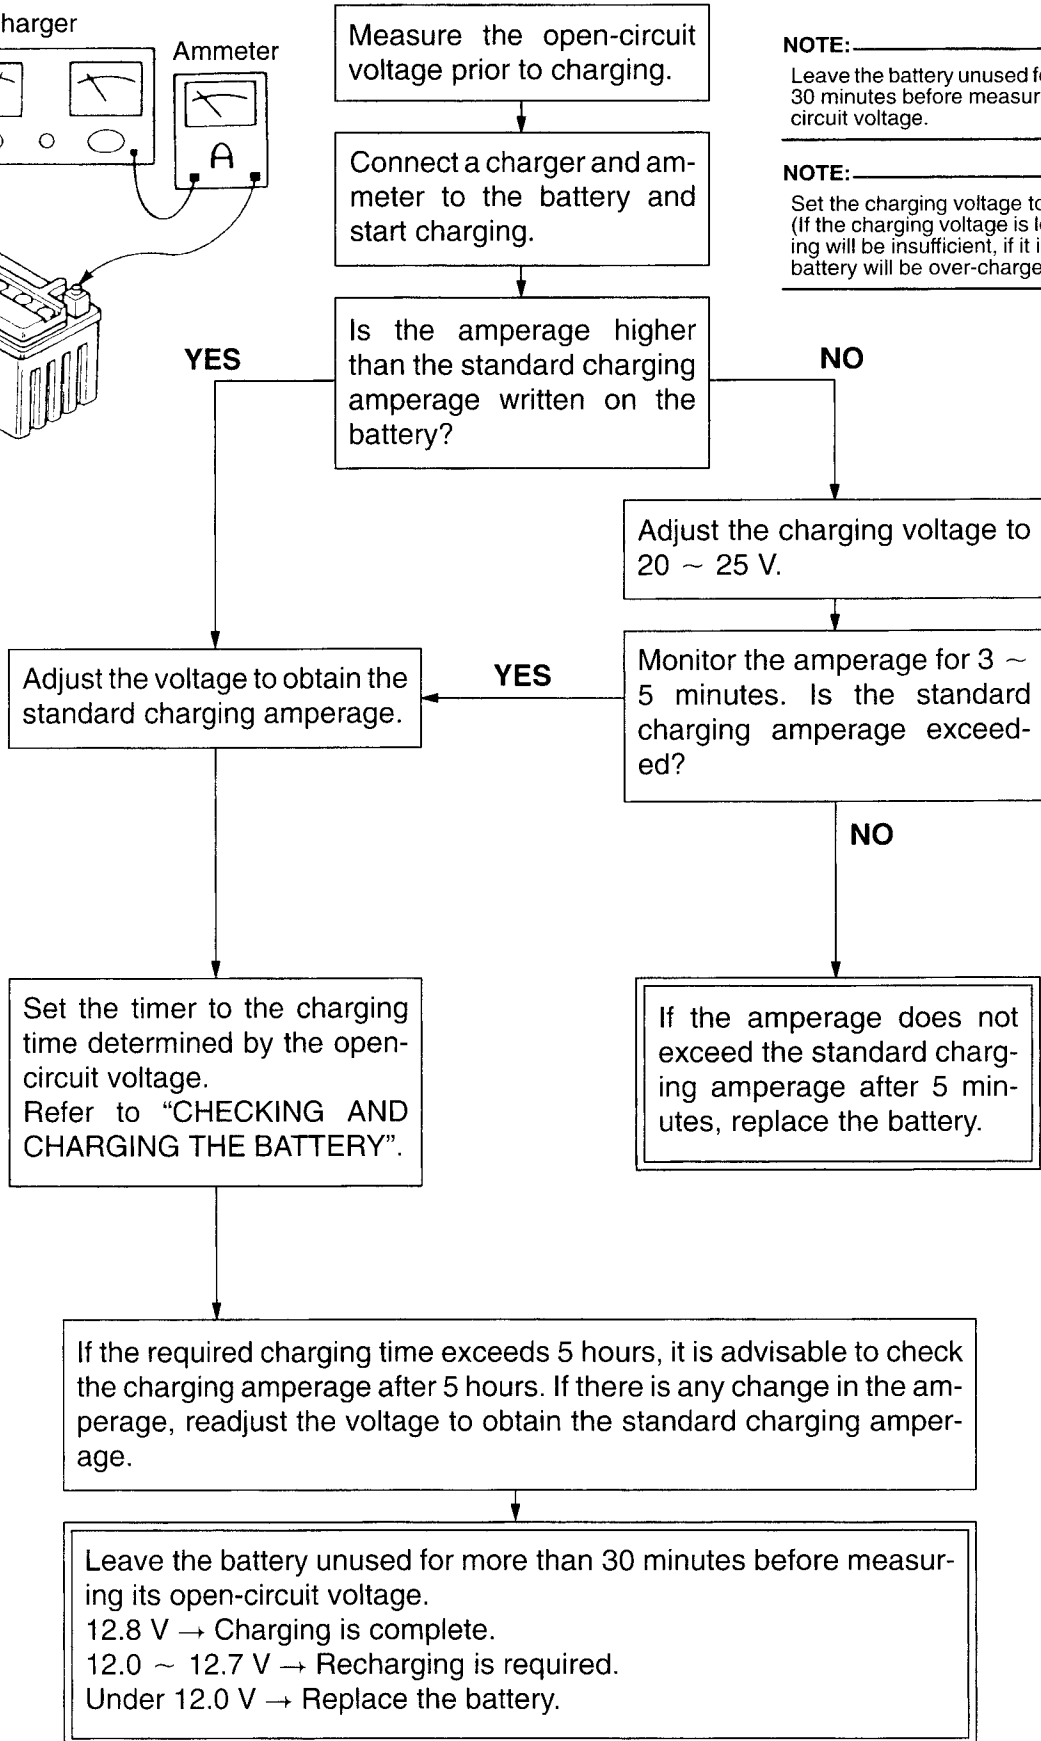 Ammeter
A
Measure the open-circuit
voltage prior to charging.
NOTE:
Leave the battery unused
30 minutes before
circuit voltage.
Connect a charger and am-
meter to the battery and
start charging.
NOTE:
Set the charging voltage
(If the charging voltage is
ing will be insufficient, if it
battery will be
Is the amperage higher
than the standard charging
amperage written on the
battery?
YES
NO
Adjust the charging voltage to
20 ~ 25 V.
Monitor the amperage for 3 ~
5 minutes. Is the standard
charging amperage exceed-
ed?
YES
Adjust the voltage to obtain the
standard charging amperage.
NO
Set the timer to the charging
time determined by the open-
circuit voltage.
Refer to “CHECKING AND
CHARGING THE BATTERY”.
If the amperage does not
exceed the standard charg-
ing amperage after 5 min-
utes, replace the battery.
If the required charging time exceeds 5 hours, it is advisable to check
the charging amperage after 5 hours. If there is any change in the am-
perage, readjust the voltage to obtain the standard charging amper-
age.
Leave the battery unused for more than 30 minutes before measur-
ing its open-circuit voltage.
12.8 V → Charging is complete.
12.0 ~ 12.7 V → Recharging is required.
Under 12.0 V → Replace the battery.